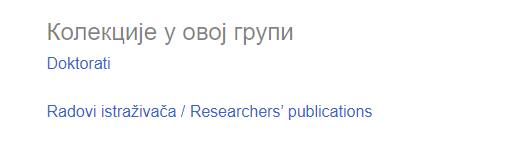 Колекције у овој групи
Doktorati
Radovi istraživača / Researchers’ publications